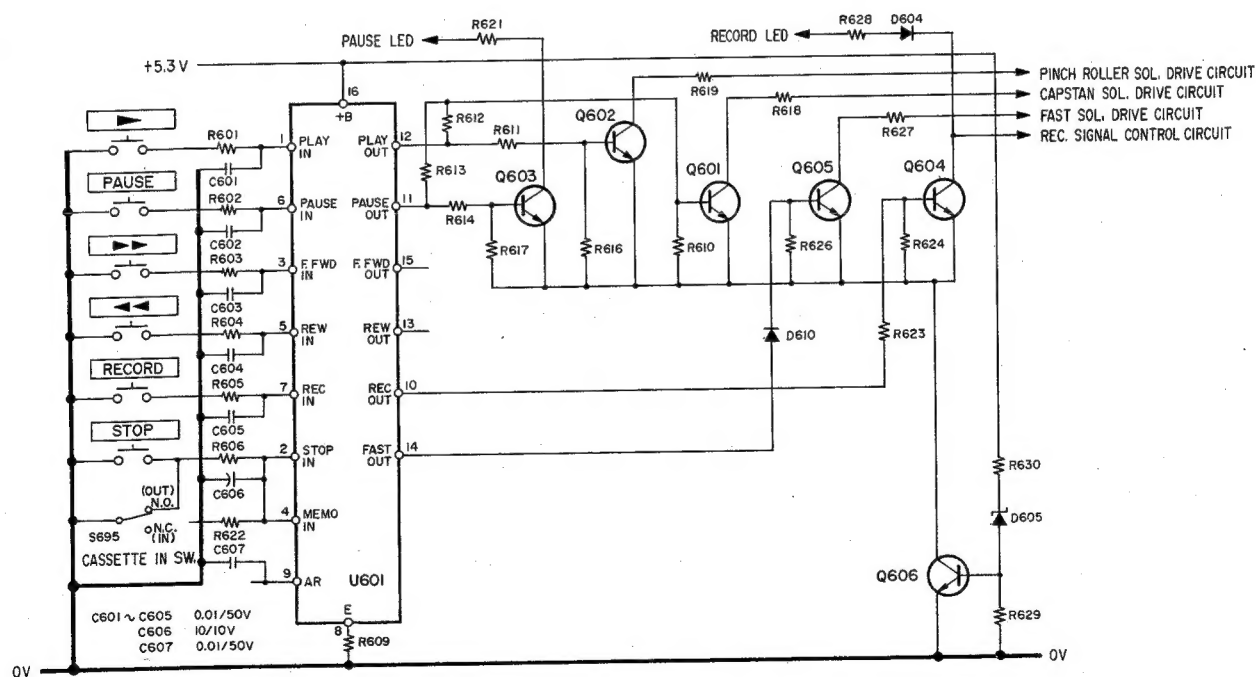 R621
PAUSE LED
R628
D604
RECORD LED
+5.3V
PINCH ROLLER SOL. DRIVE CIRCUIT
R619
CAPSTAN SOL. DRIVE CIRCUIT
R618
FAST SOL. DRIVE CIRCUIT
R627
REC. SIGNAL CONTROL CIRCUIT
16
+B
R601
1
PLAY IN
PLAY OUT
12
R612
R611
Q602
C601
R613
Q603
Q601
Q605
Q604
PAUSE
R602
6
PAUSE IN
PAUSE OUT
11
R614
C602
R617
R616
R610
R626
R624
R603
3
F.FWD IN
F.FWD OUT
15
C603
R604
5
REW IN
REW OUT
13
D610
R623
C604
RECORD
R605
7
REC IN
REC OUT
10
C605
STOP
R606
2
STOP IN
FAST OUT
14
R630
C606
(OUT)
N.O.
4
MEMO IN
D605
S695
N.C.
(IN)
R622
CASSETTE IN SW.
C607
9
AR
U601
Q606
C601~C605 0.01/50V
C606 10/10V
C607 0.01/50V
E
8
R609
R629
0V
0V